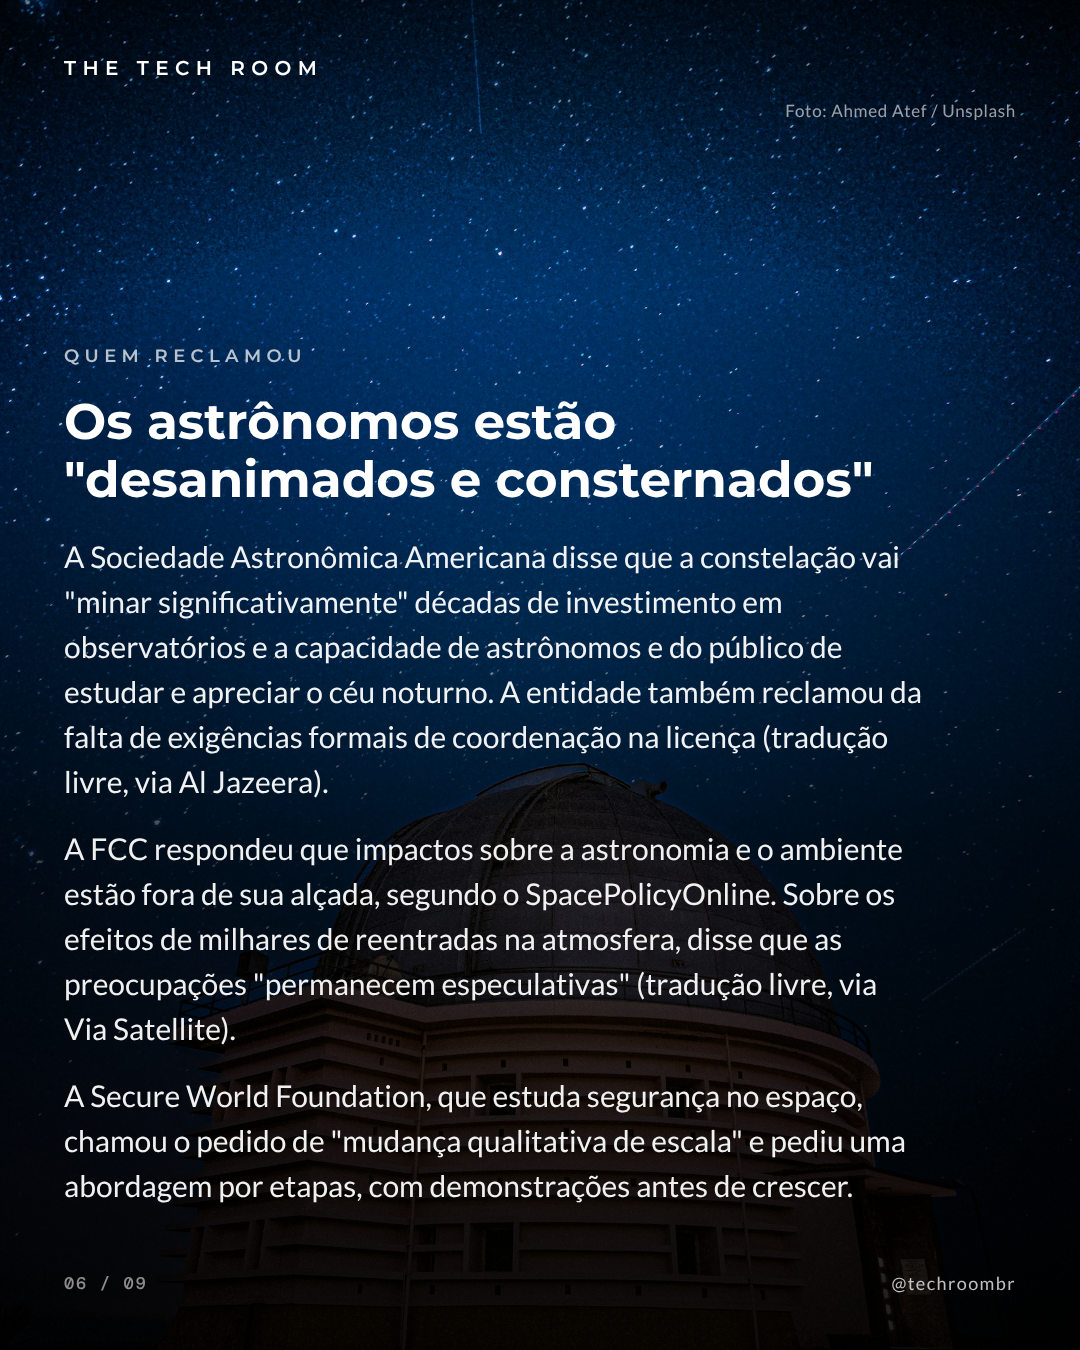 THE TECH ROOM
Foto: Ahmed Atef / Unsplash
QUEM RECLAMOU
Os astrônomos estão
"desanimados e consternados"
A Sociedade Astronômica Americana disse que a constelação vai
"minar significativamente" décadas de investimento em
observatórios e a capacidade de astrônomos e do público de
estudar e apreciar o céu noturno. A entidade também reclamou da
falta de exigências formais de coordenação na licença (tradução
livre, via Al Jazeera).
A FCC respondeu que impactos sobre a astronomia e o ambiente
estão fora de sua alçada, segundo o SpacePolicyOnline. Sobre os
efeitos de milhares de reentradas na atmosfera, disse que as
preocupações "permanecem especulativas" (tradução livre, via
Via Satellite).
A Secure World Foundation, que estuda segurança no espaço,
chamou o pedido de "mudança qualitativa de escala" e pediu uma
abordagem por etapas, com demonstrações antes de crescer.
06 / 09
@techroombr